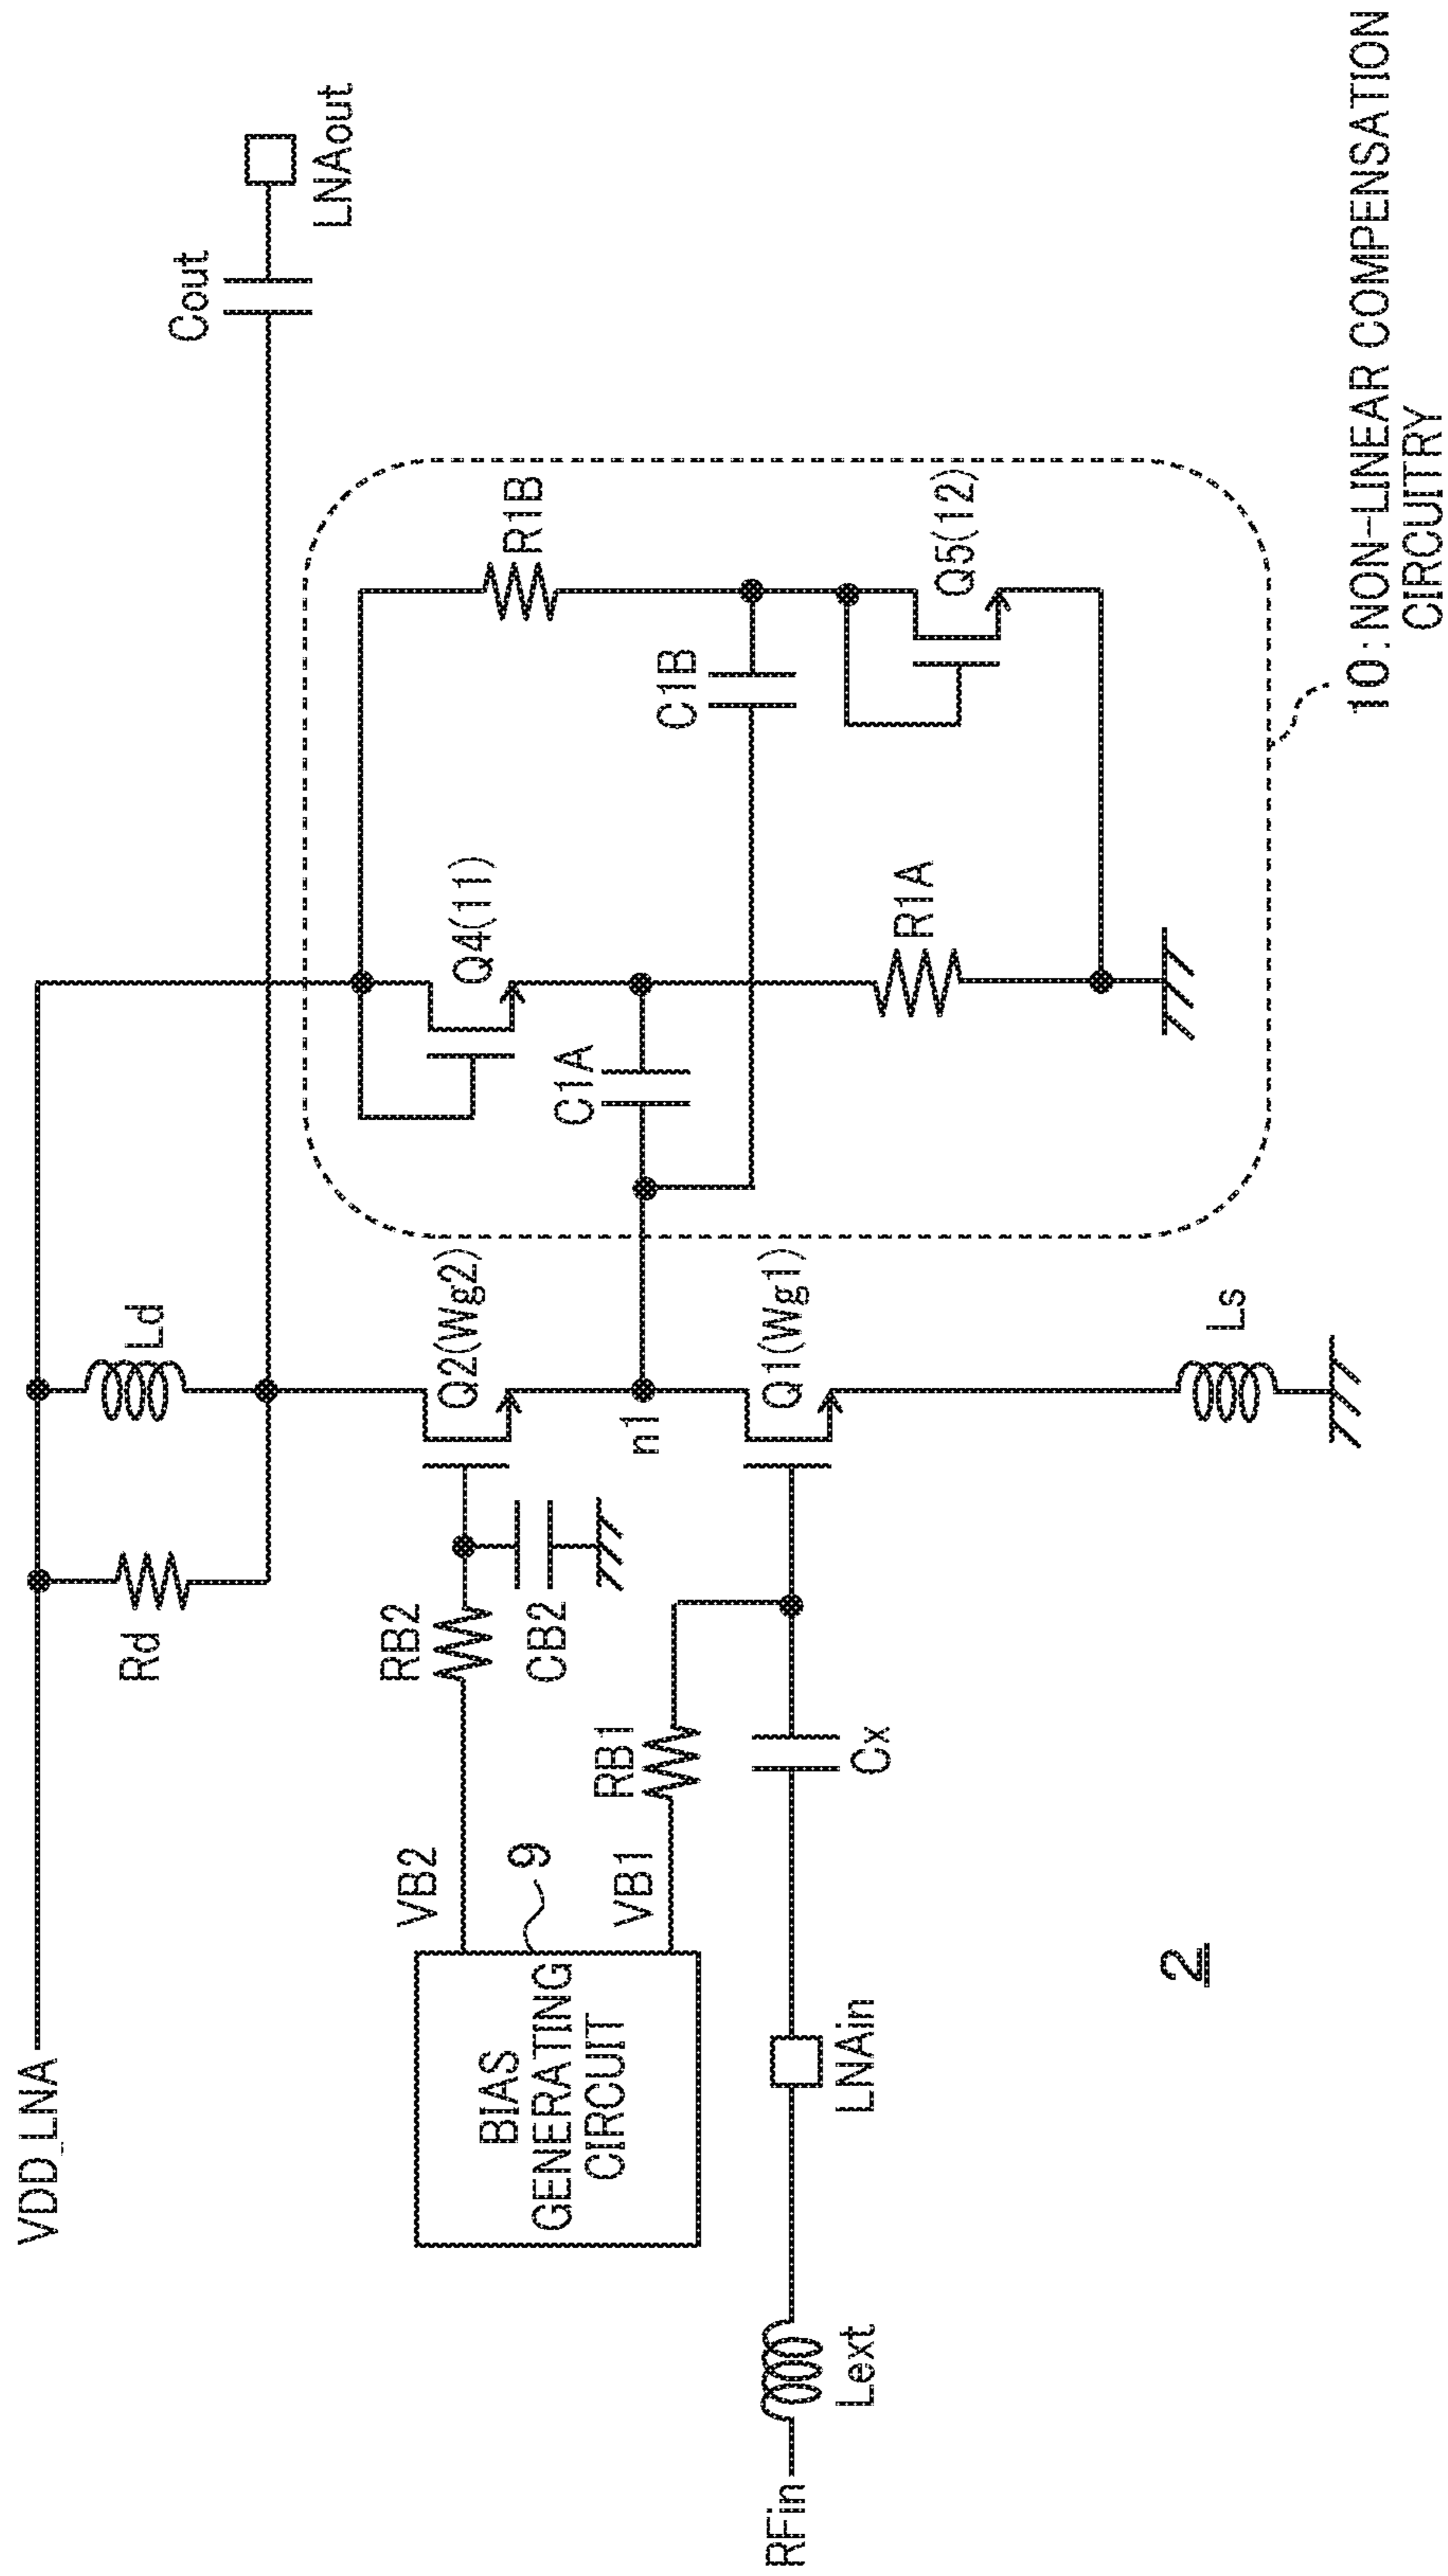 VDD_LNA
Rd
Ld
Cout
LNAout
VB2
RB2
CB2
Q2(Wg2)
BIAS
GENERATING
CIRCUIT
9
VB1
RB1
n1
C1A
Q4(11)
R1B
C1B
Q5(12)
R1A
RFin
Lext
LNAin
Cx
Q1(Wg1)
Ls
2
10:NON-LINEAR COMPENSATION
CIRCUITRY